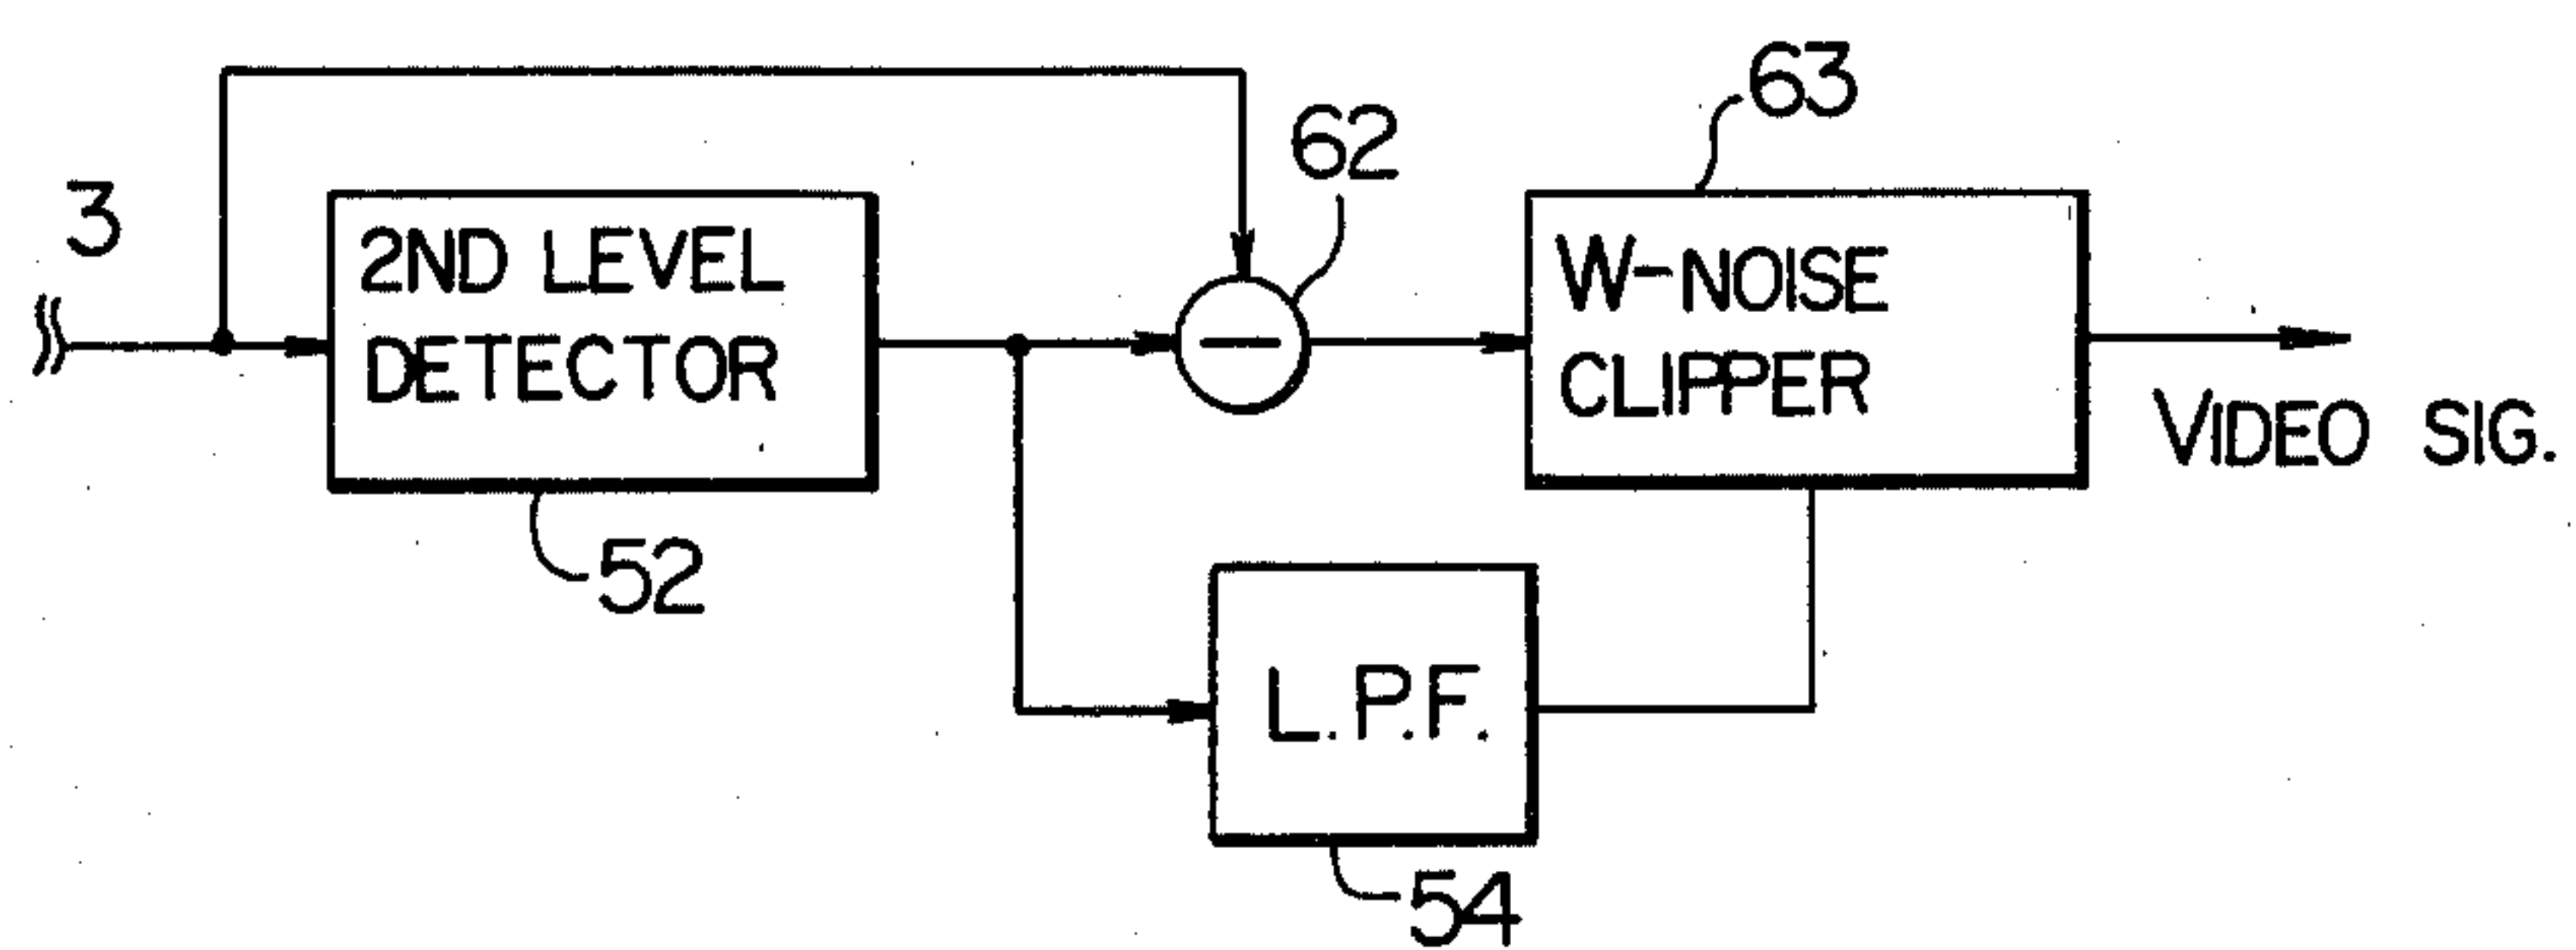 3
2ND LEVEL
DETECTOR
52
62
63
W-NOISE
CLIPPER
VIDEO SIG.
L.P.F.
54